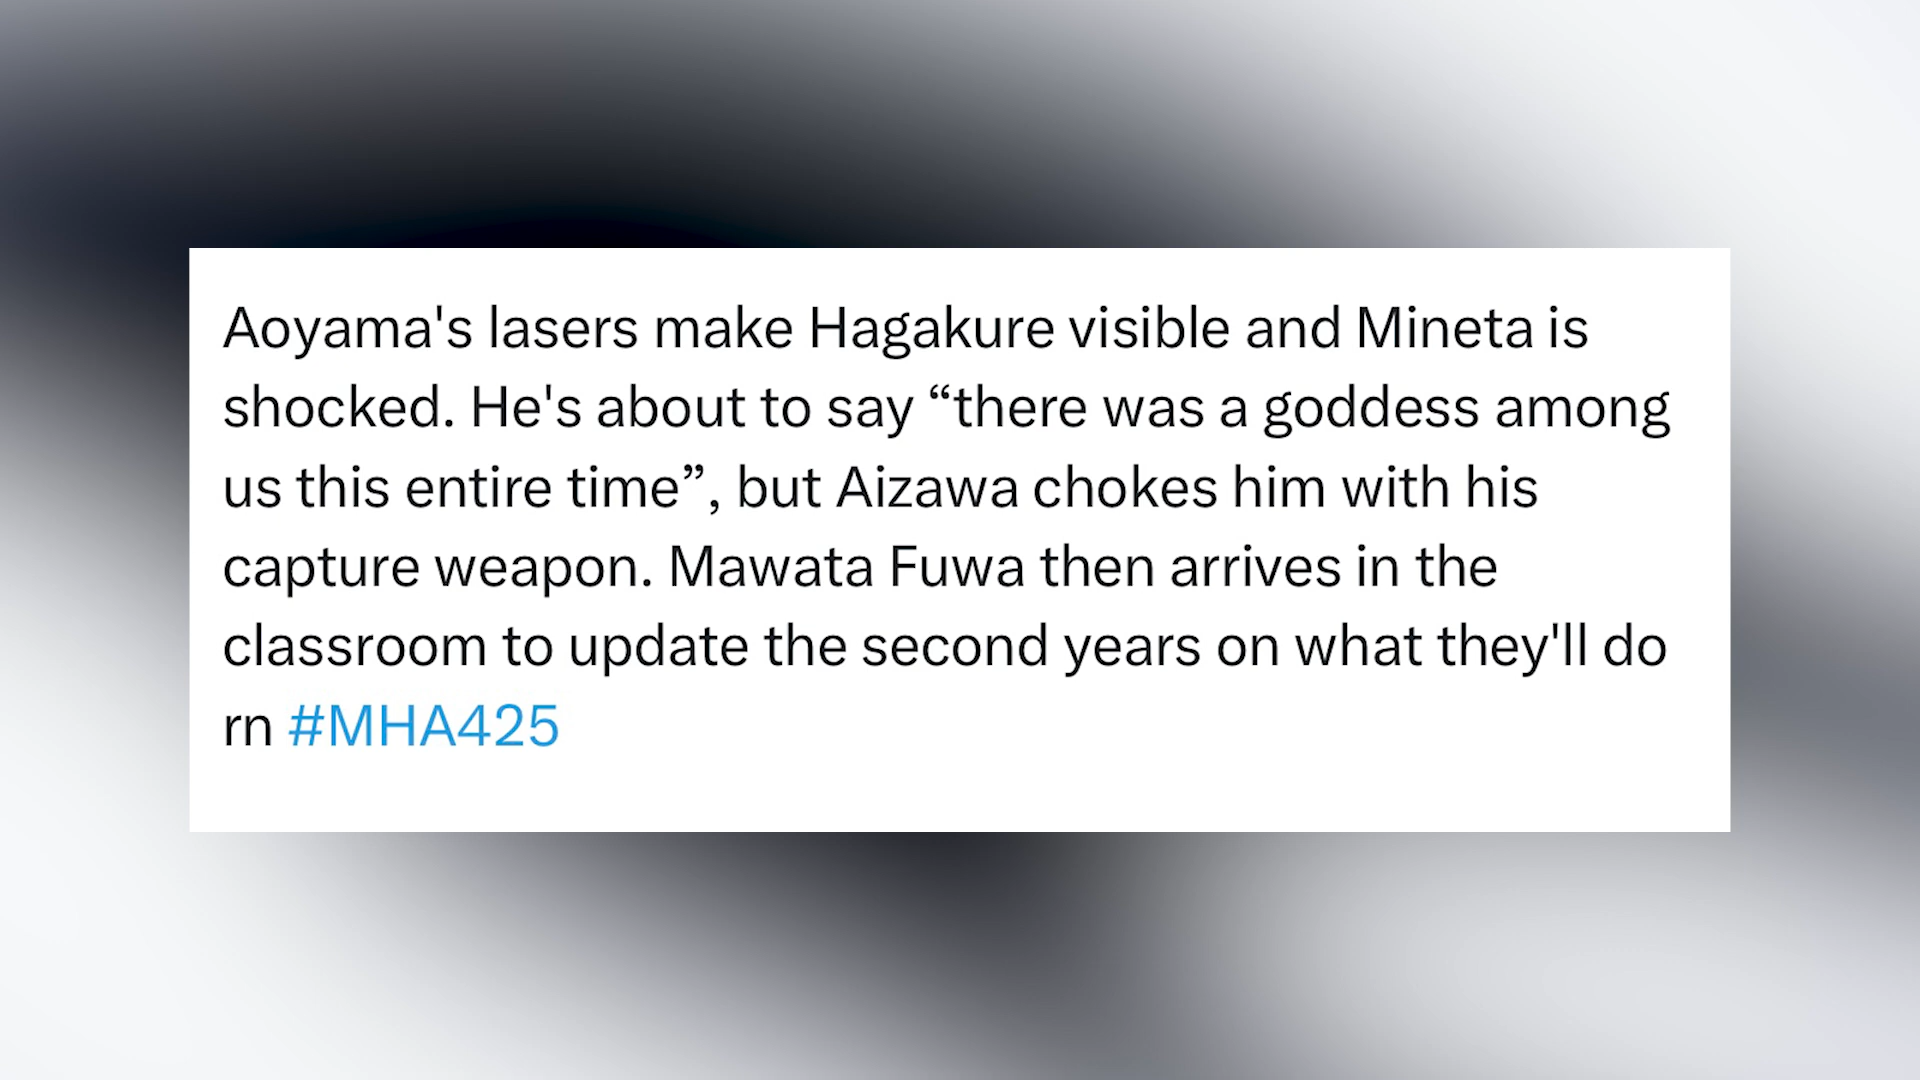 Aoyama's lasers make Hagakure visible and Mineta is
shocked. He's about to say “there was a goddess among
us this entire time”, but Aizawa chokes him with his
capture weapon. Mawata Fuwa then arrives in the
classroom to update the second years on what they'll do
rn #MHA425